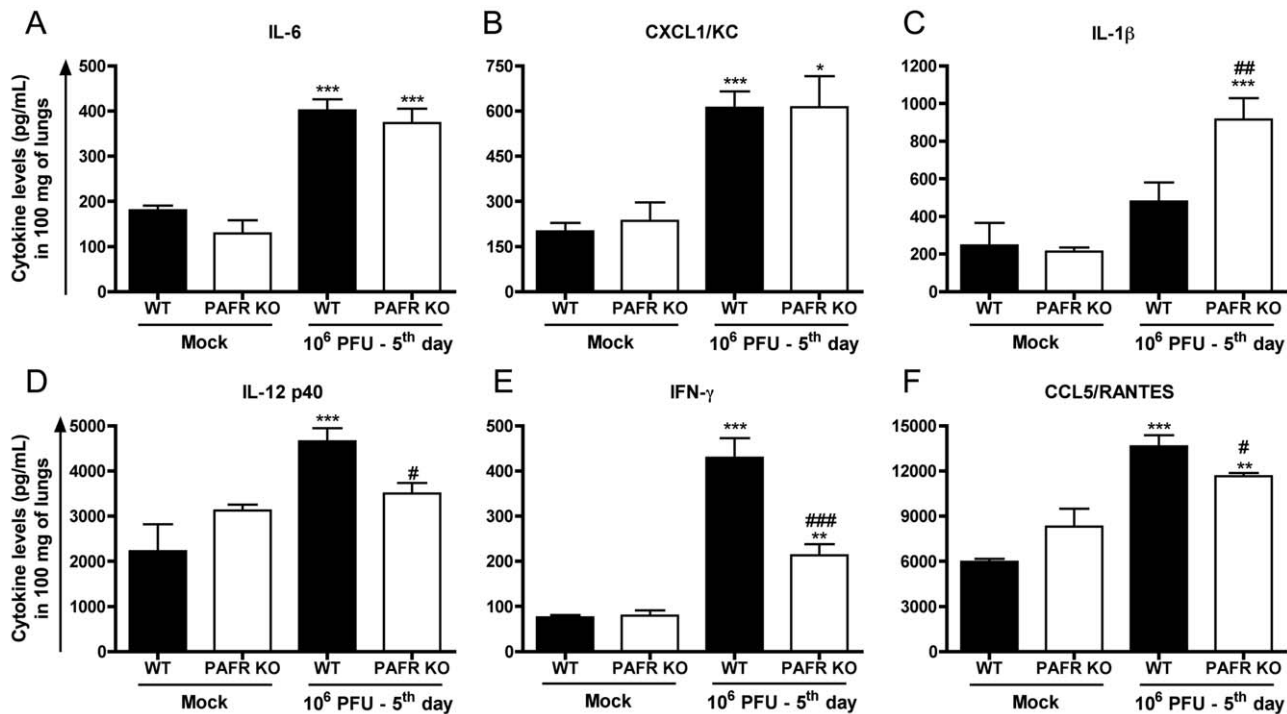 A
IL-6
Cytokine levels (pg/mL)
in 100 mg of lungs
500
400
300
200
100
0
***
***
WT
PAFR KO
WT
PAFR KO
Mock
10⁶ PFU - 5ᵗʰ day
B
CXCL1/KC
750
600
450
300
150
0
***
*
WT
PAFR KO
WT
PAFR KO
Mock
10⁶ PFU - 5ᵗʰ day
C
IL-1β
1200
1000
800
600
400
200
0
##
***
WT
PAFR KO
WT
PAFR KO
Mock
10⁶ PFU - 5ᵗʰ day
D
IL-12 p40
Cytokine levels (pg/mL)
in 100 mg of lungs
5000
4000
3000
2000
1000
0
***
#
WT
PAFR KO
WT
PAFR KO
Mock
10⁶ PFU - 5ᵗʰ day
E
IFN-γ
500
400
300
200
100
0
***
###
**
WT
PAFR KO
WT
PAFR KO
Mock
10⁶ PFU - 5ᵗʰ day
F
CCL5/RANTES
15000
12000
9000
6000
3000
0
***
#
**
WT
PAFR KO
WT
PAFR KO
Mock
10⁶ PFU - 5ᵗʰ day